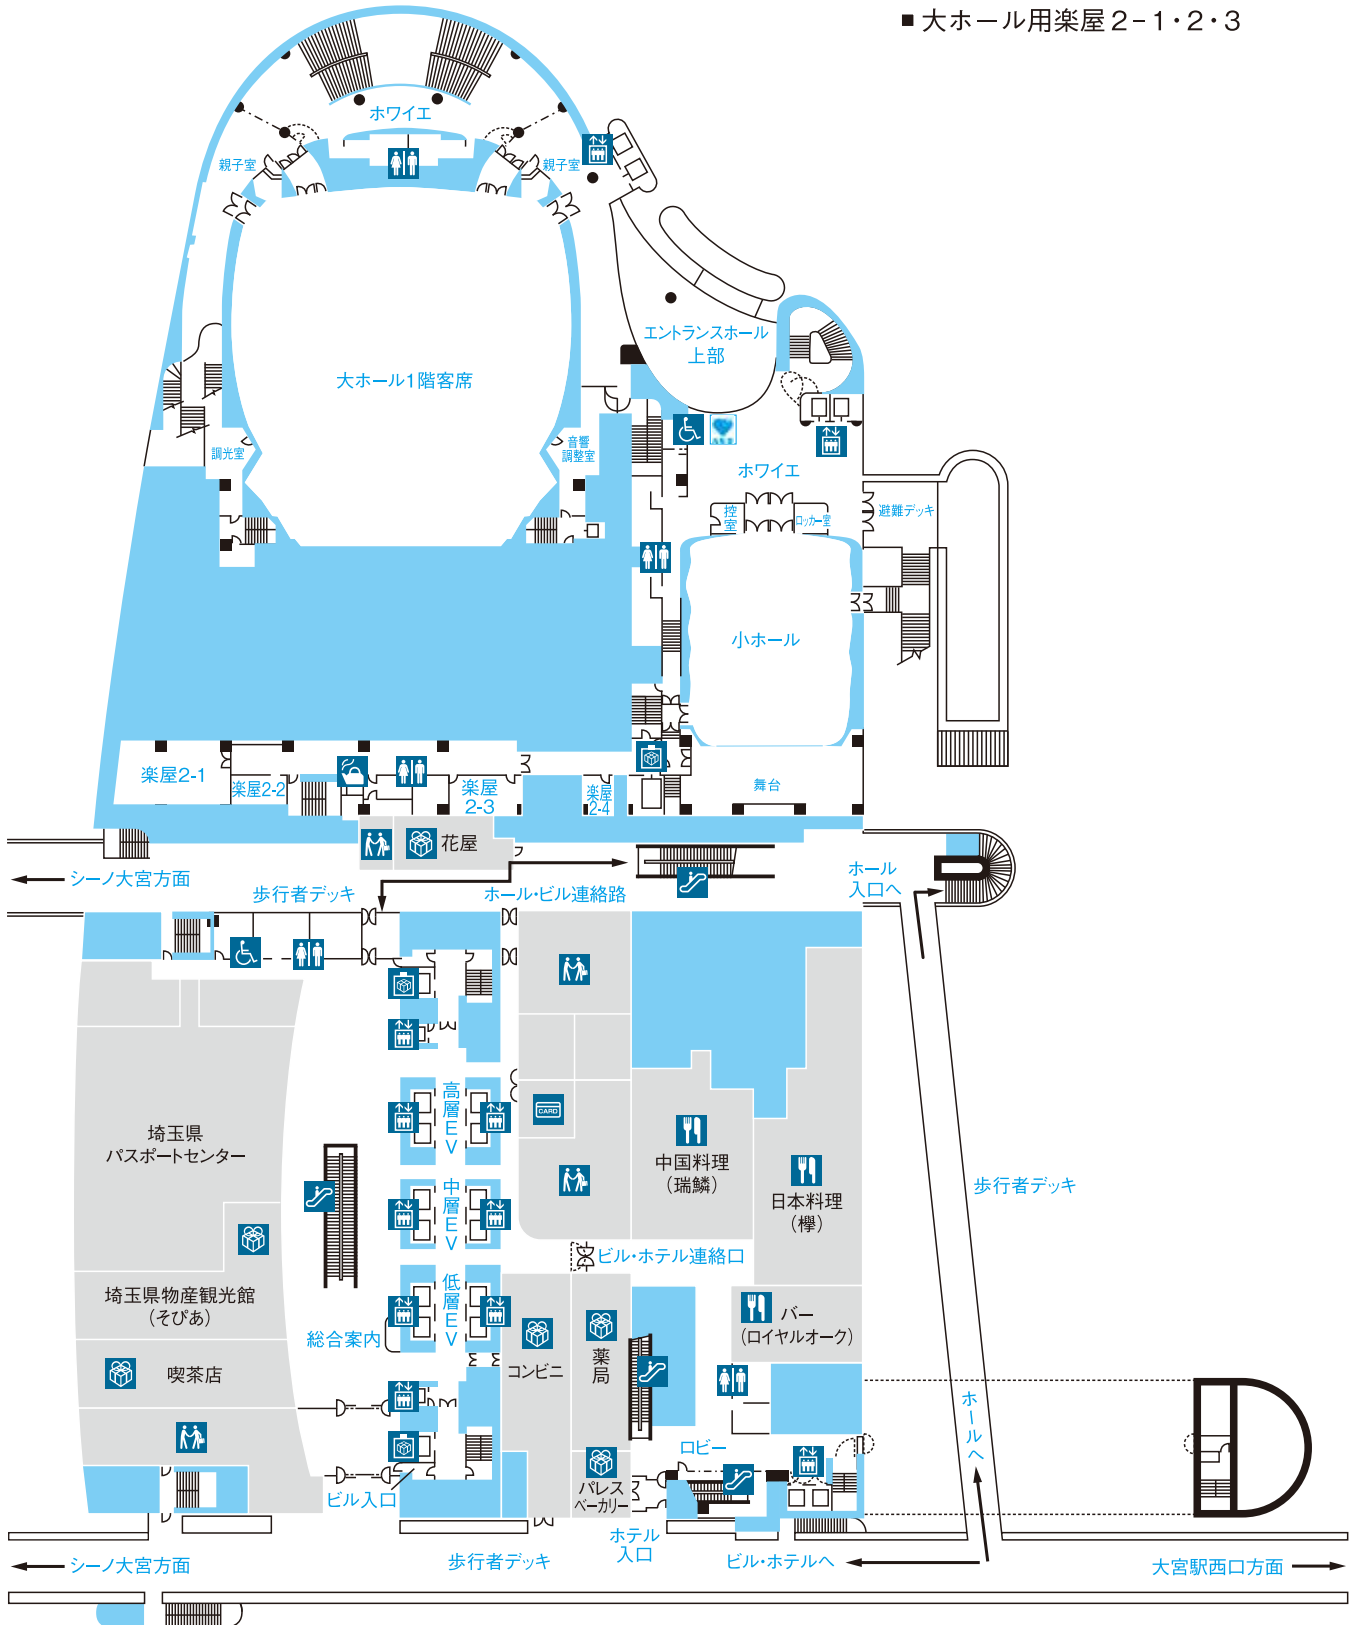 ■ 大ホール用楽屋2-1・2・3
ホワイエ
親子室
親子室
エントランスホール
上部
大ホール1階客席
調光室
音響
調整室
ホワイエ
控室
ロッカー室
避難デッキ
小ホール
楽屋2-1
楽屋2-2
楽屋
2-3
楽屋
2-4
舞台
花屋
シーノ大宮方面
歩行者デッキ
ホール・ビル連絡路
ホール
入口へ
高層EV
CARD
埼玉県
パスポートセンター
中国料理
(瑞鱗)
日本料理
(欅)
歩行者デッキ
中層EV
ビル・ホテル連絡口
埼玉県物産観光館
(そぴあ)
低層EV
総合案内
バー
(ロイヤルオーク)
喫茶店
コンビニ
薬局
ホールへ
ロビー
ビル入口
パレス
ベーカリー
ホテル
入口
シーノ大宮方面
歩行者デッキ
ビル・ホテルへ
大宮駅西口方面